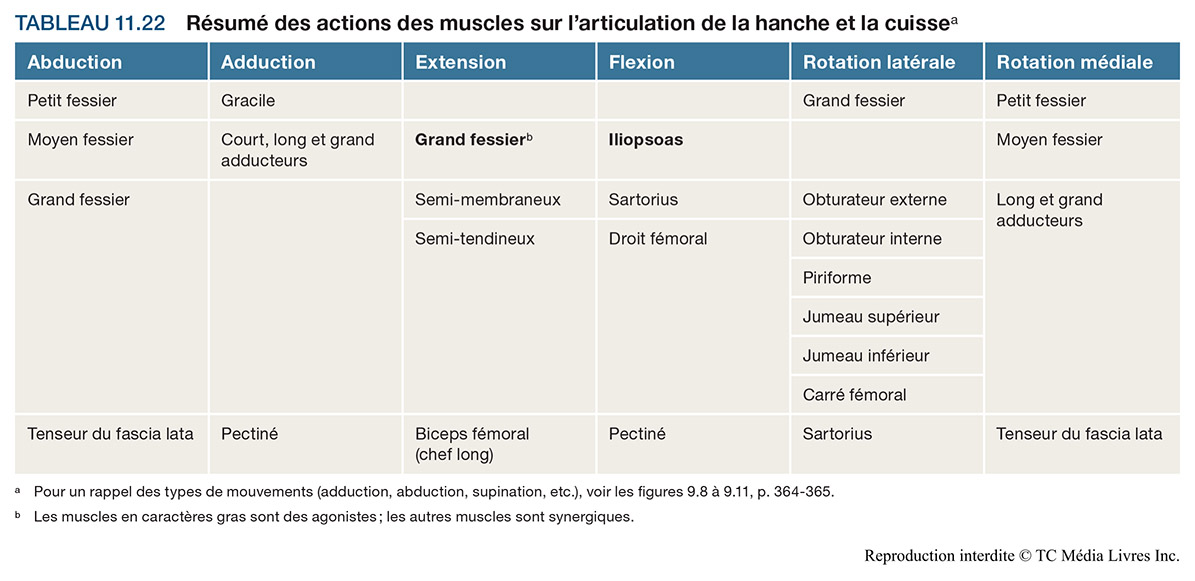 TABLEAU 11.22 Résumé des actions des muscles sur l’articulation de la hanche et la cuisseᵃ
Abduction Adduction Extension Flexion Rotation latérale Rotation médiale
Petit fessier Gracile Grand fessier Petit fessier
Moyen fessier Court, long et grand adducteurs Grand fessierᵇ Iliopsoas Moyen fessier
Grand fessier Semi-membraneux Sartorius Obturateur externe Long et grand adducteurs
Semi-tendineux Droit fémoral Obturateur interne
Piriforme
Jumeau supérieur
Jumeau inférieur
Carré fémoral
Tenseur du fascia lata Pectiné Biceps fémoral (chef long) Pectiné Sartorius Tenseur du fascia lata
ᵃ Pour un rappel des types de mouvements (adduction, abduction, supination, etc.), voir les figures 9.8 à 9.11, p. 364-365.
ᵇ Les muscles en caractères gras sont des agonistes ; les autres muscles sont synergiques.
Reproduction interdite © TC Média Livres Inc.